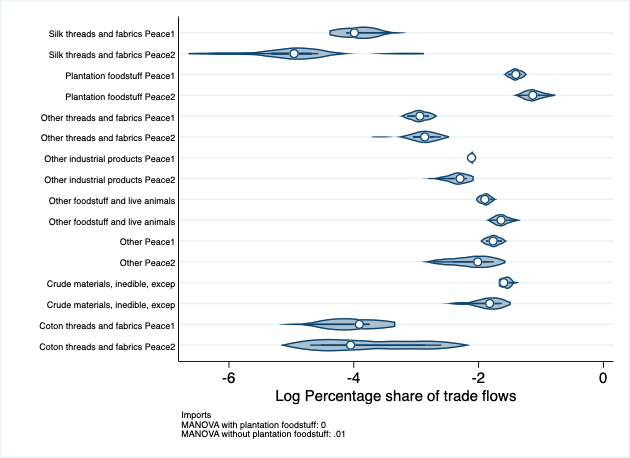 Silk threads and fabrics Peace1
Silk threads and fabrics Peace2
Plantation foodstuff Peace1
Plantation foodstuff Peace2
Other threads and fabrics Peace1
Other threads and fabrics Peace2
Other industrial products Peace1
Other industrial products Peace2
Other foodstuff and live animals
Other foodstuff and live animals
Other Peace1
Other Peace2
Crude materials, inedible, excep
Crude materials, inedible, excep
Coton threads and fabrics Peace1
Coton threads and fabrics Peace2
-6 -4 -2 0
Log Percentage share of trade flows
Imports
MANOVA with plantation foodstuff: 0
MANOVA without plantation foodstuff: .01